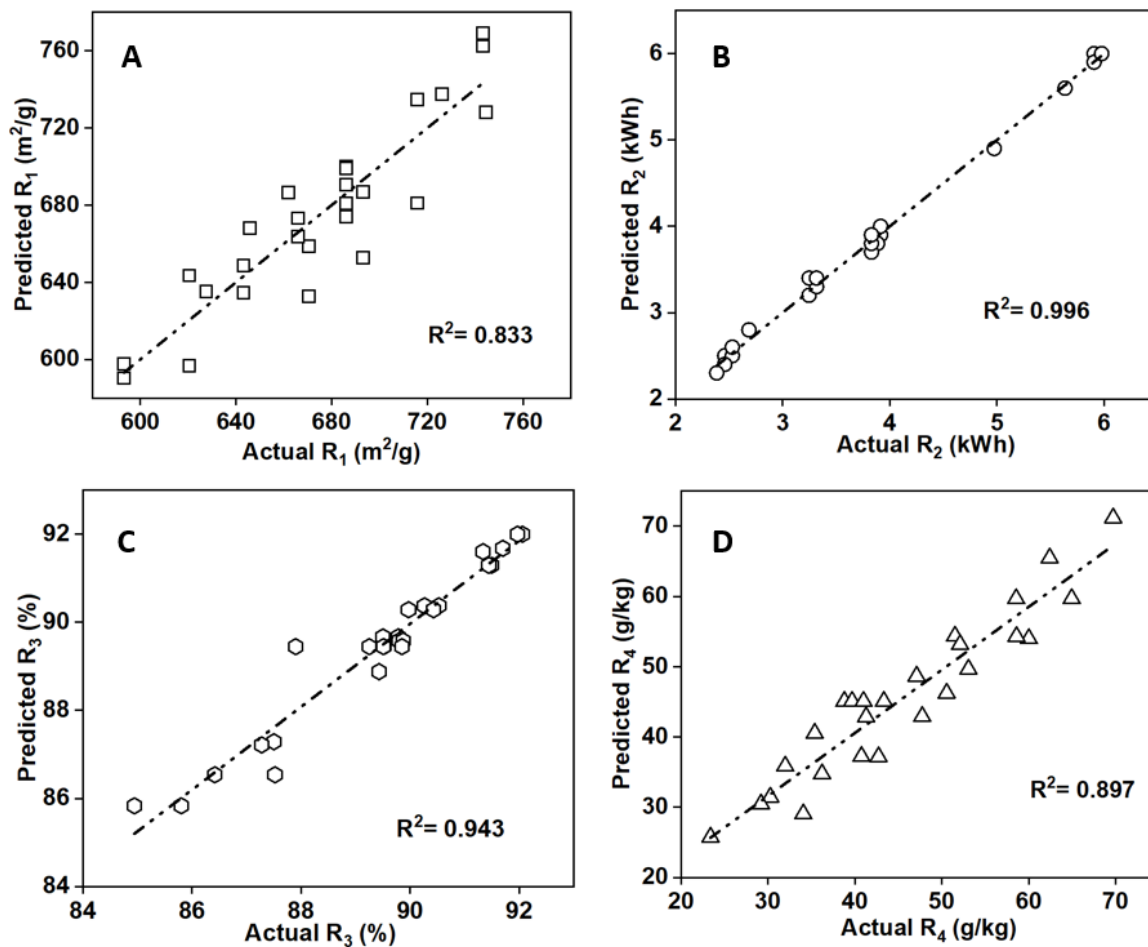 A
Predicted R₁ (m²/g)
760
720
680
640
600
R²= 0.833
600 640 680 720 760
Actual R₁ (m²/g)
B
Predicted R₂ (kWh)
6
5
4
3
2
R²= 0.996
2 3 4 5 6
Actual R₂ (kWh)
C
Predicted R₃ (%)
92
90
88
86
84
R²= 0.943
84 86 88 90 92
Actual R₃ (%)
D
Predicted R₄ (g/kg)
70
60
50
40
30
20
R²= 0.897
20 30 40 50 60 70
Actual R₄ (g/kg)